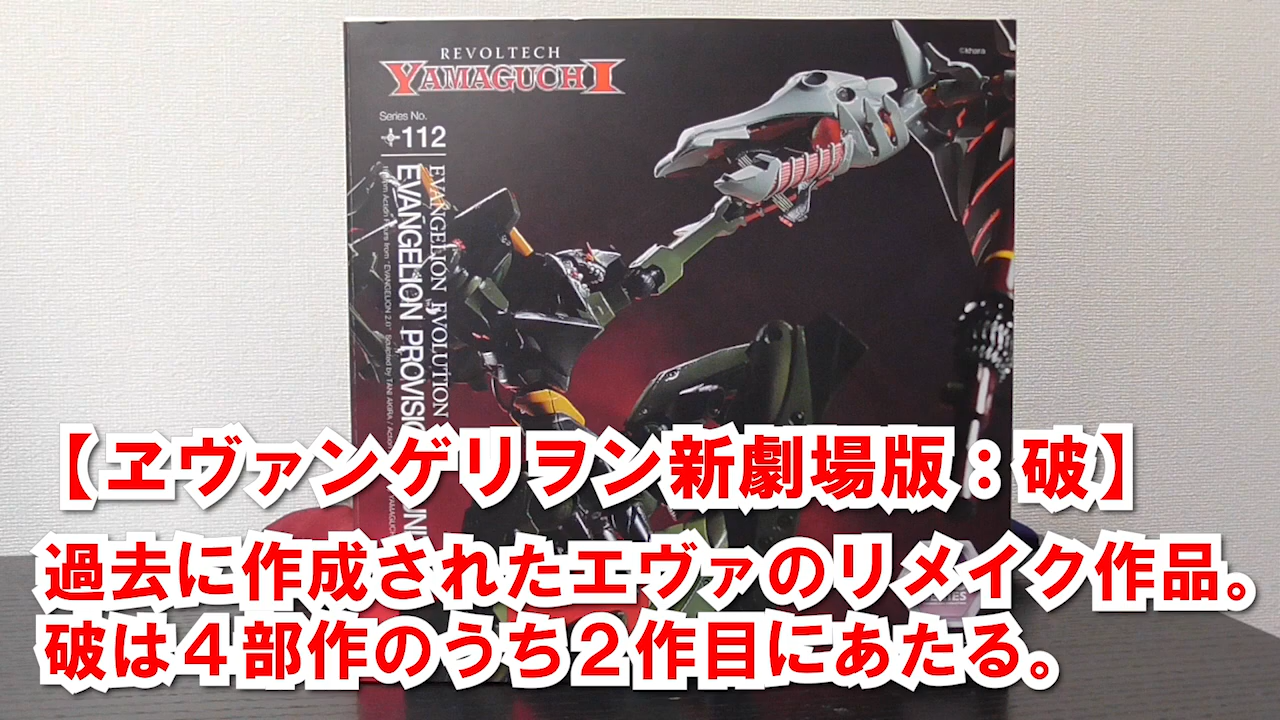 ©khara
REVOLTECH
YAMAGUCHI
Series No.
112
EVANGELION EVOLUTION
EVANGELION PROVISIO
【ヱヴァンゲリヲン新劇場版：破】
過去に作成されたエヴァのリメイク作品。
破は４部作のうち２作目にあたる。